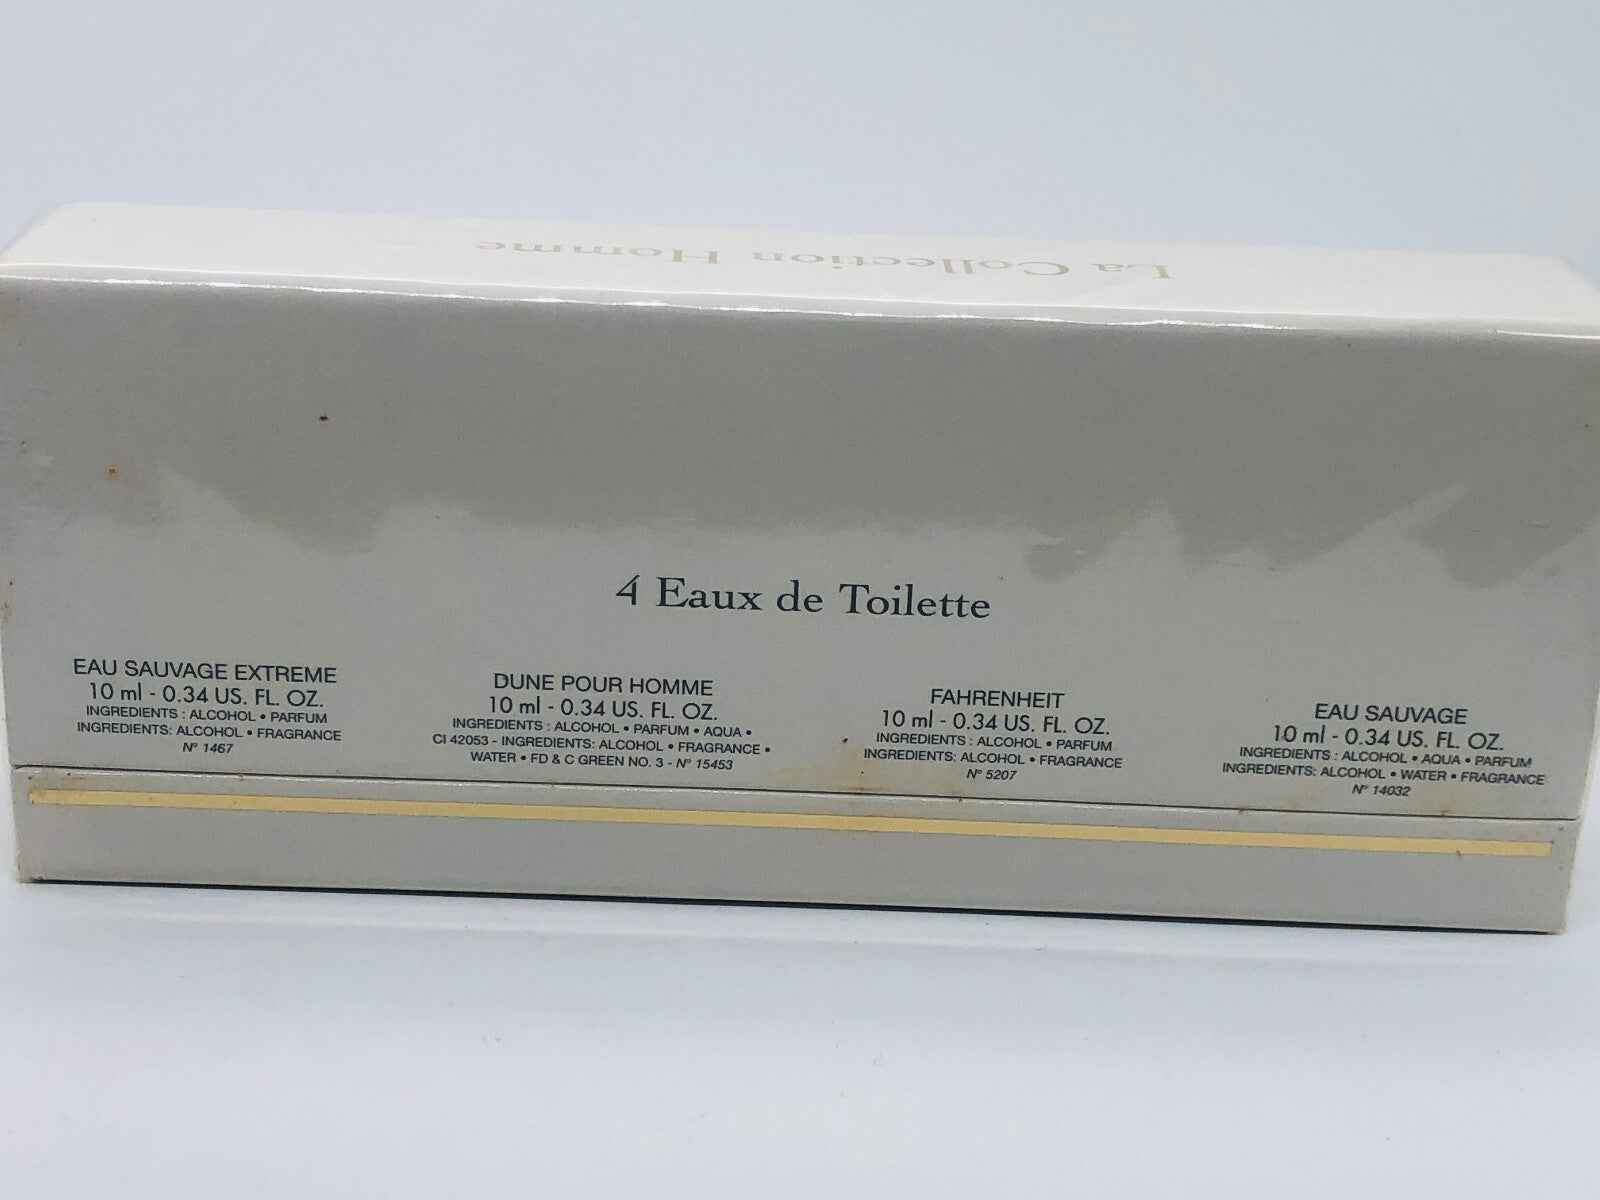 La Collection Homme
4 Eaux de Toilette
EAU SAUVAGE EXTREME
10 ml - 0.34 US. FL. OZ.
INGREDIENTS : ALCOHOL • PARFUM
INGREDIENTS: ALCOHOL • FRAGRANCE
N° 1467
DUNE POUR HOMME
10 ml - 0.34 US. FL. OZ.
INGREDIENTS : ALCOHOL • PARFUM • AQUA •
CI 42053 - INGREDIENTS: ALCOHOL • FRAGRANCE •
WATER • FD & C GREEN NO. 3 - N° 15453
FAHRENHEIT
10 ml - 0.34 US. FL. OZ.
INGREDIENTS : ALCOHOL • PARFUM
INGREDIENTS: ALCOHOL • FRAGRANCE
N° 5207
EAU SAUVAGE
10 ml - 0.34 US. FL. OZ.
INGREDIENTS : ALCOHOL • AQUA • PARFUM
INGREDIENTS: ALCOHOL • WATER • FRAGRANCE
N° 14032